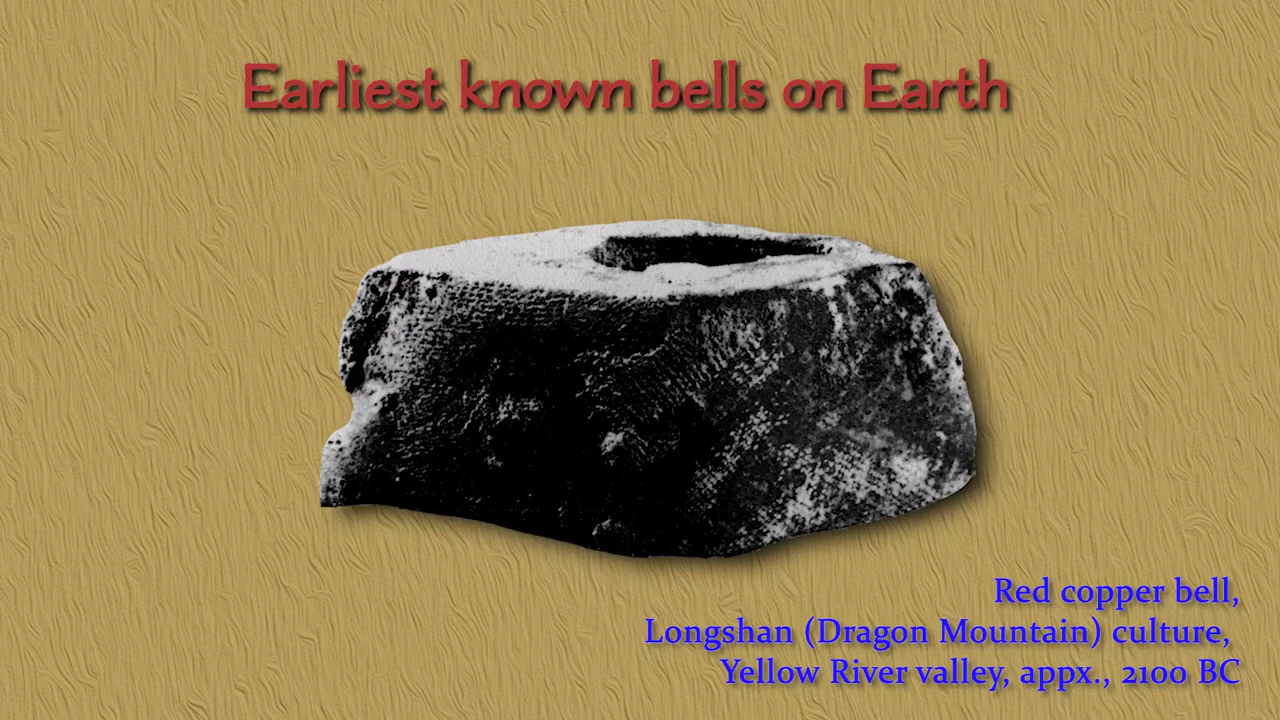 Earliest known bells on Earth
Red copper bell,
Longshan (Dragon Mountain) culture,
Yellow River valley, appx., 2100 BC